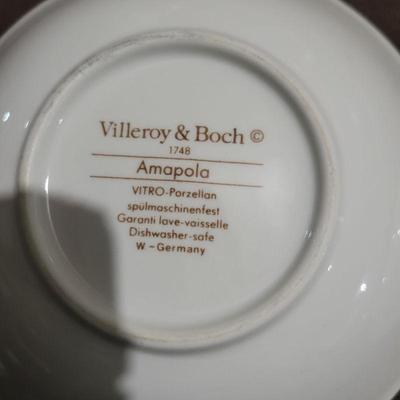 Villeroy & Boch ©
1748
Amapola
VITRO-Porzellan
spülmaschinenfest
Garanti lave-vaisselle
Dishwasher-safe
W-Germany